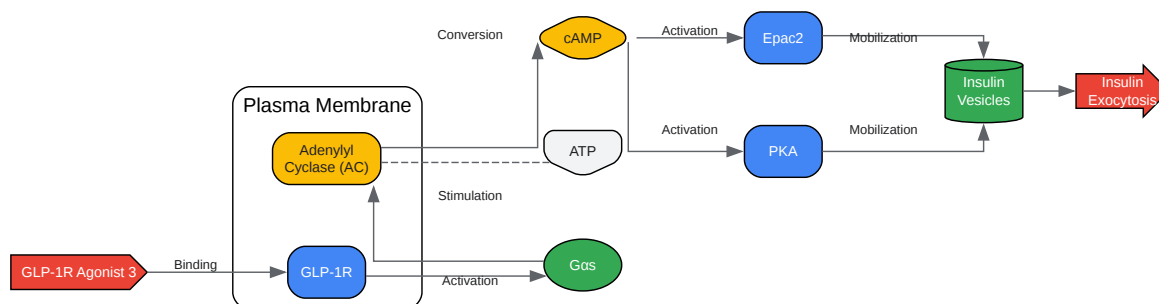 Conversion
cAMP
Activation
Epac2
Mobilization
Insulin
Vesicles
Insulin
Exocytosis
Plasma Membrane
Adenylyl
Cyclase (AC)
ATP
Activation
PKA
Mobilization
Stimulation
GLP-1R Agonist 3
Binding
GLP-1R
Activation
Gαs